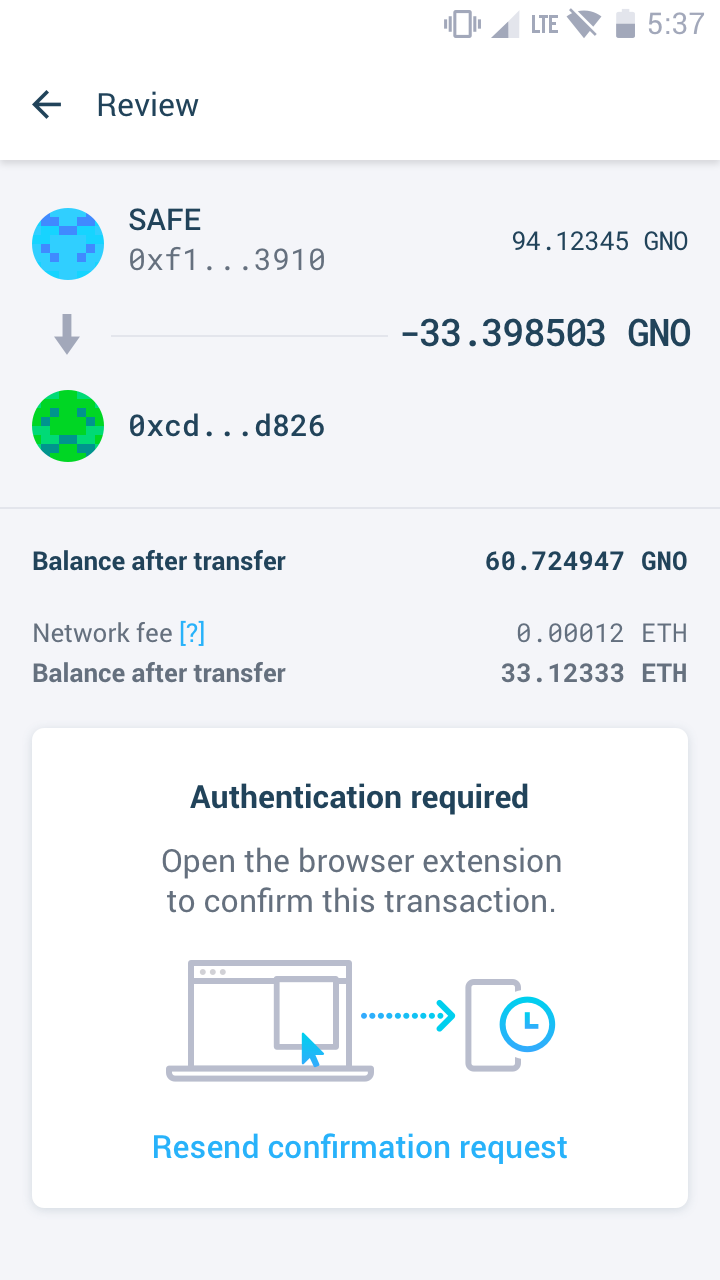 LTE 5:37
Review
SAFE
0xf1...3910
94.12345 GNO
-33.398503 GNO
0xcd...d826
Balance after transfer 60.724947 GNO
Network fee [?] 0.00012 ETH
Balance after transfer 33.12333 ETH
Authentication required
Open the browser extension
to confirm this transaction.
Resend confirmation request